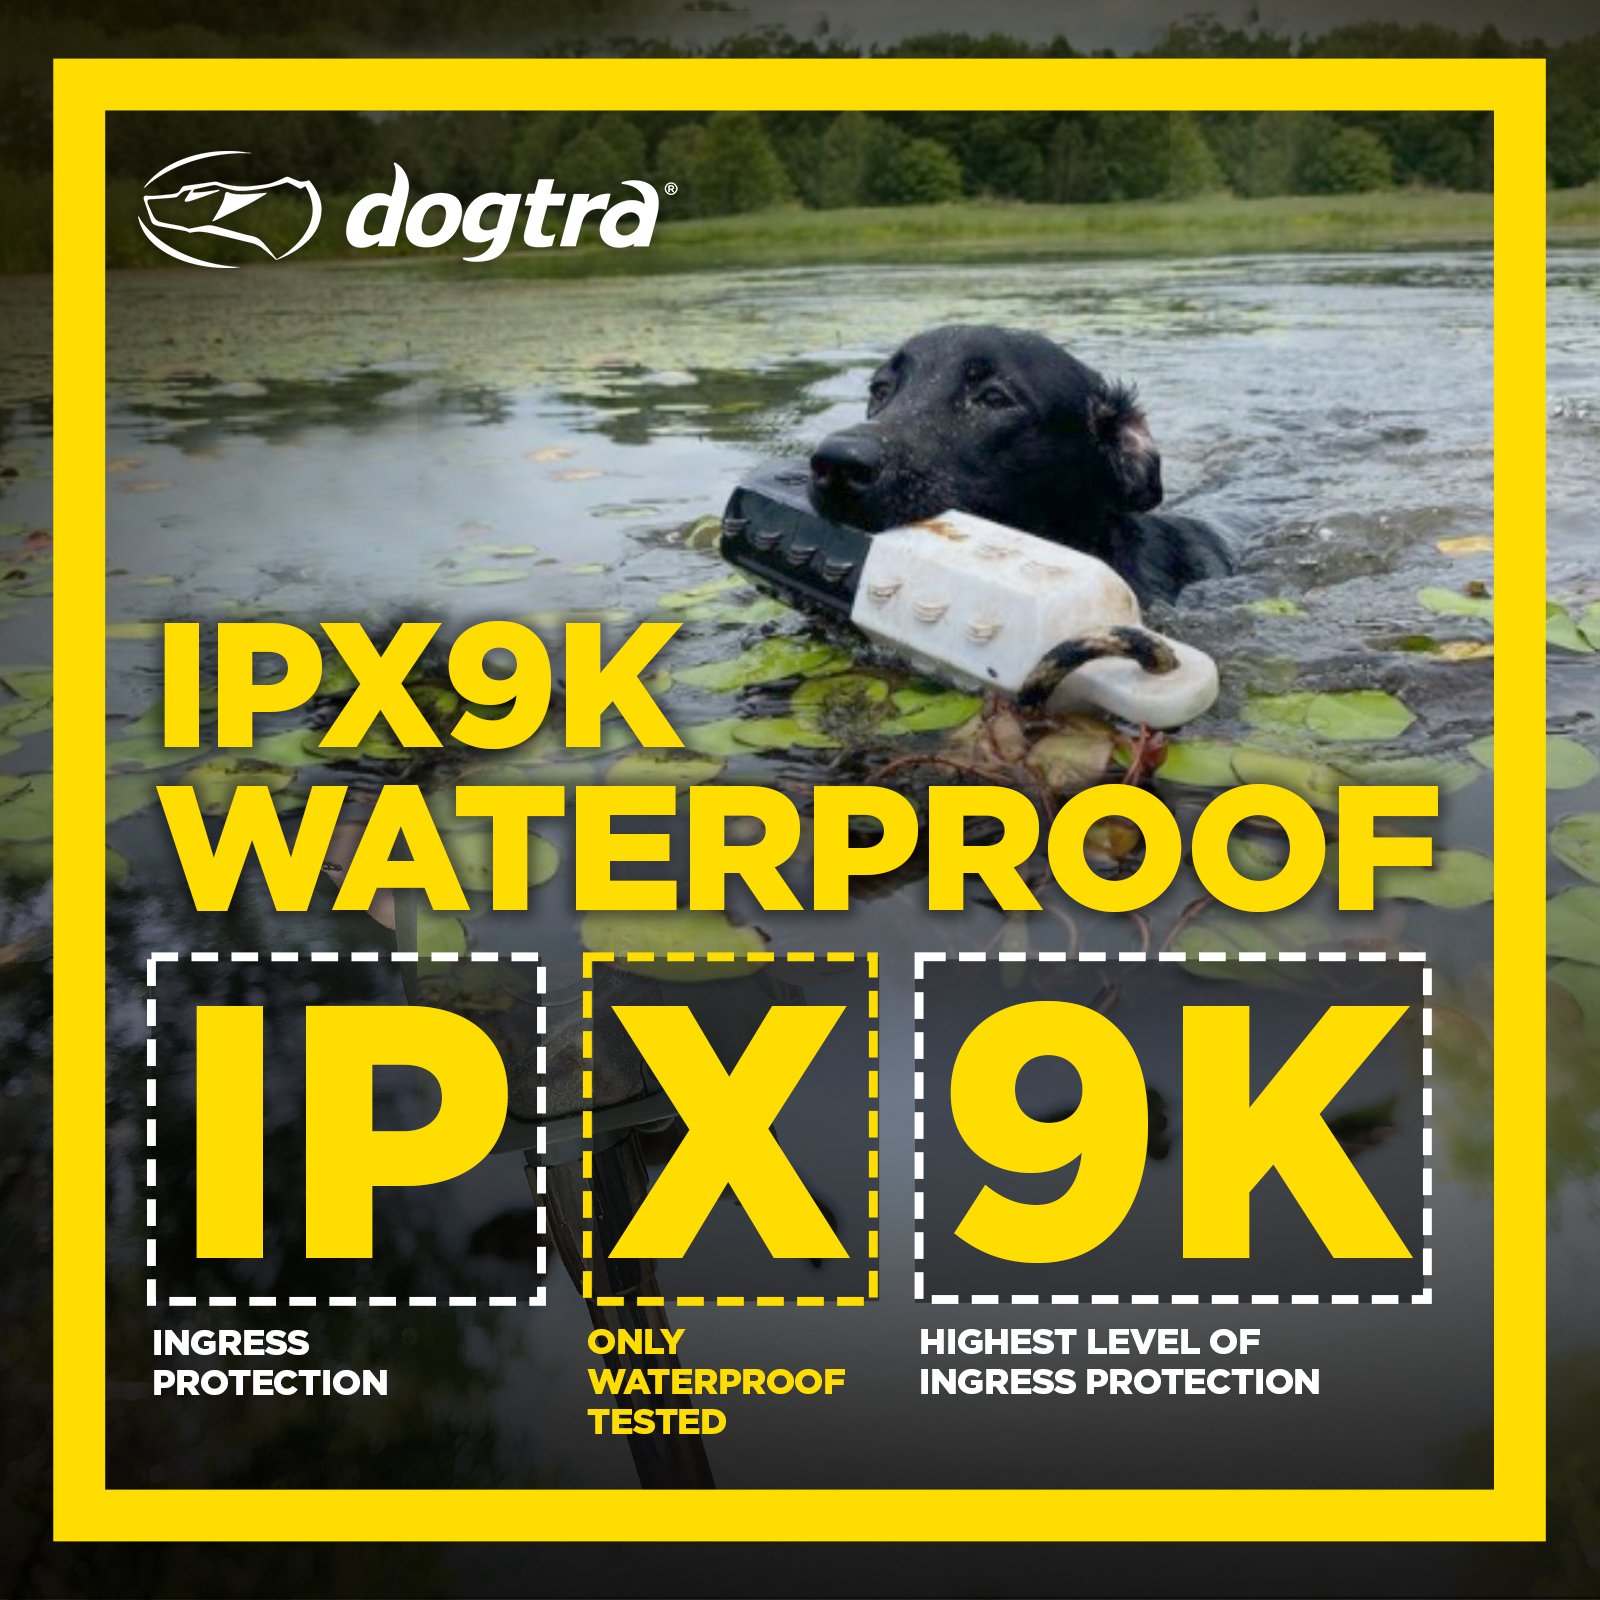 dogtra®
IPX9K
WATERPROOF
IP X 9K
INGRESS
PROTECTION
ONLY
WATERPROOF
TESTED
HIGHEST LEVEL OF
INGRESS PROTECTION